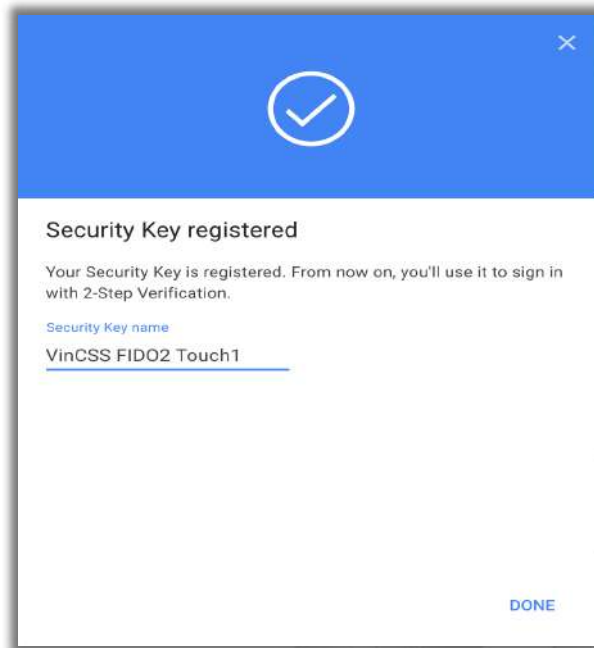 Security Key registered
Your Security Key is registered. From now on, you'll use it to sign in
with 2-Step Verification.
Security Key name
VinCSS FIDO2 Touch1
DONE